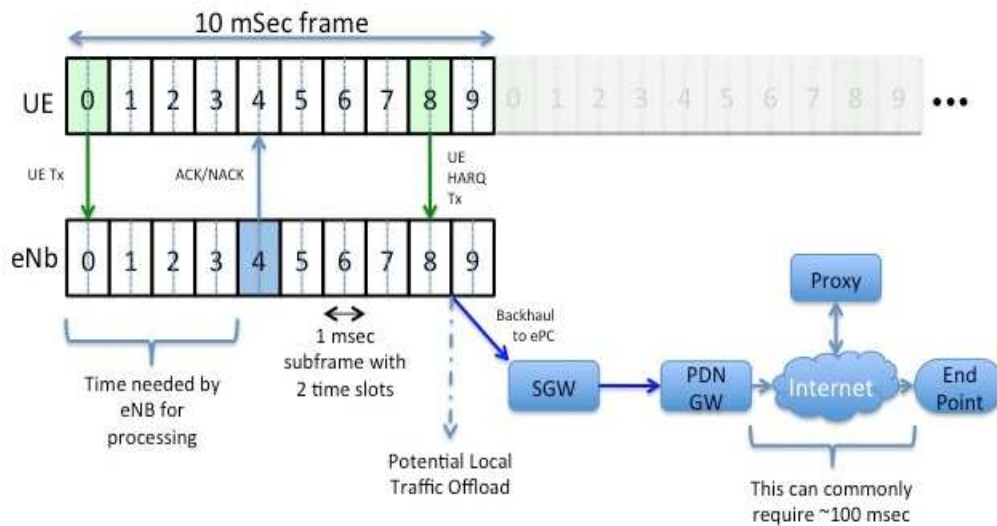 10 mSec frame
UE 0 1 2 3 4 5 6 7 8 9 0 1 2 3 4 5 6 7 8 9 •••
UE Tx
ACK/NACK
UE
HARQ
Tx
eNb 0 1 2 3 4 5 6 7 8 9
1 msec
subframe with
2 time slots
Time needed by
eNB for
processing
Backhaul
to ePC
Proxy
SGW
PDN
GW
Internet
End
Point
Potential Local
Traffic Offload
This can commonly
require ~100 msec